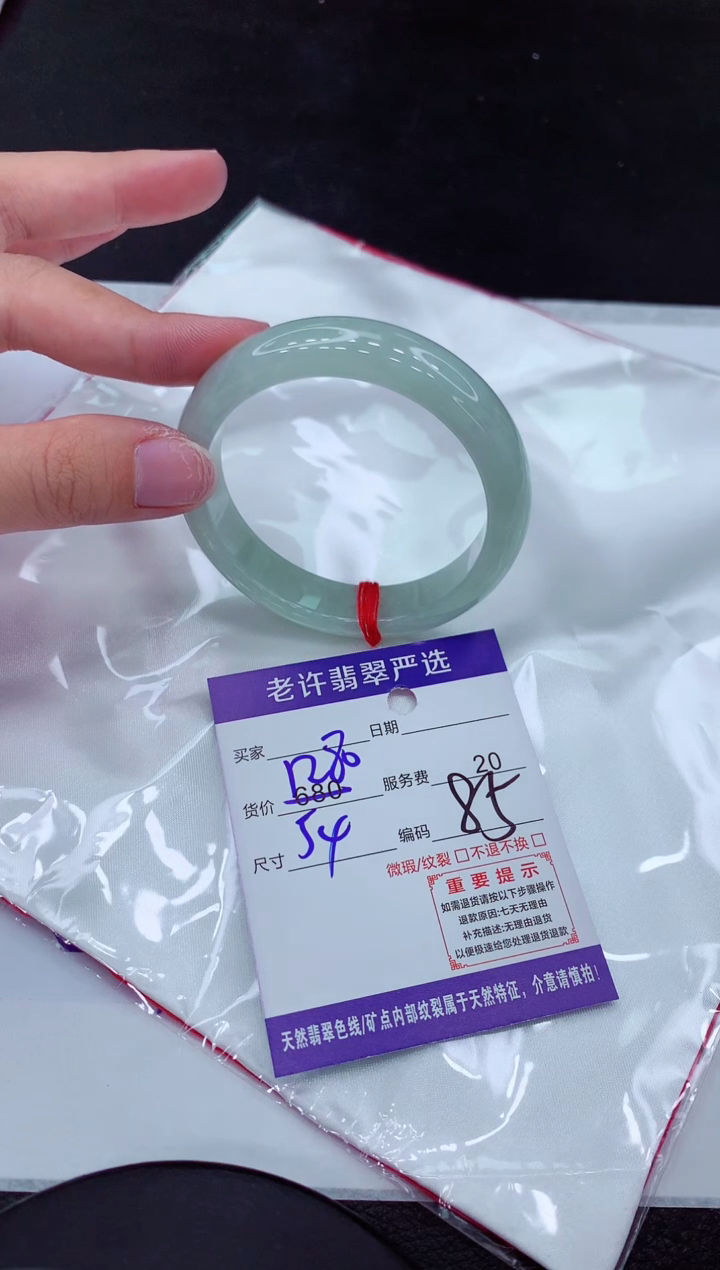 老许翡翠严选
买家 日期
1280
货价 680 服务费 20
尺寸 54 编码 85
微瑕/纹裂 □不退不换 □
重要提示
如需退货请按以下步骤操作
退款原因:七天无理由
补充描述:无理由退货
以便极速给您处理退货退款
天然翡翠色线/矿点内部纹裂属于天然特征,介意请慎拍!